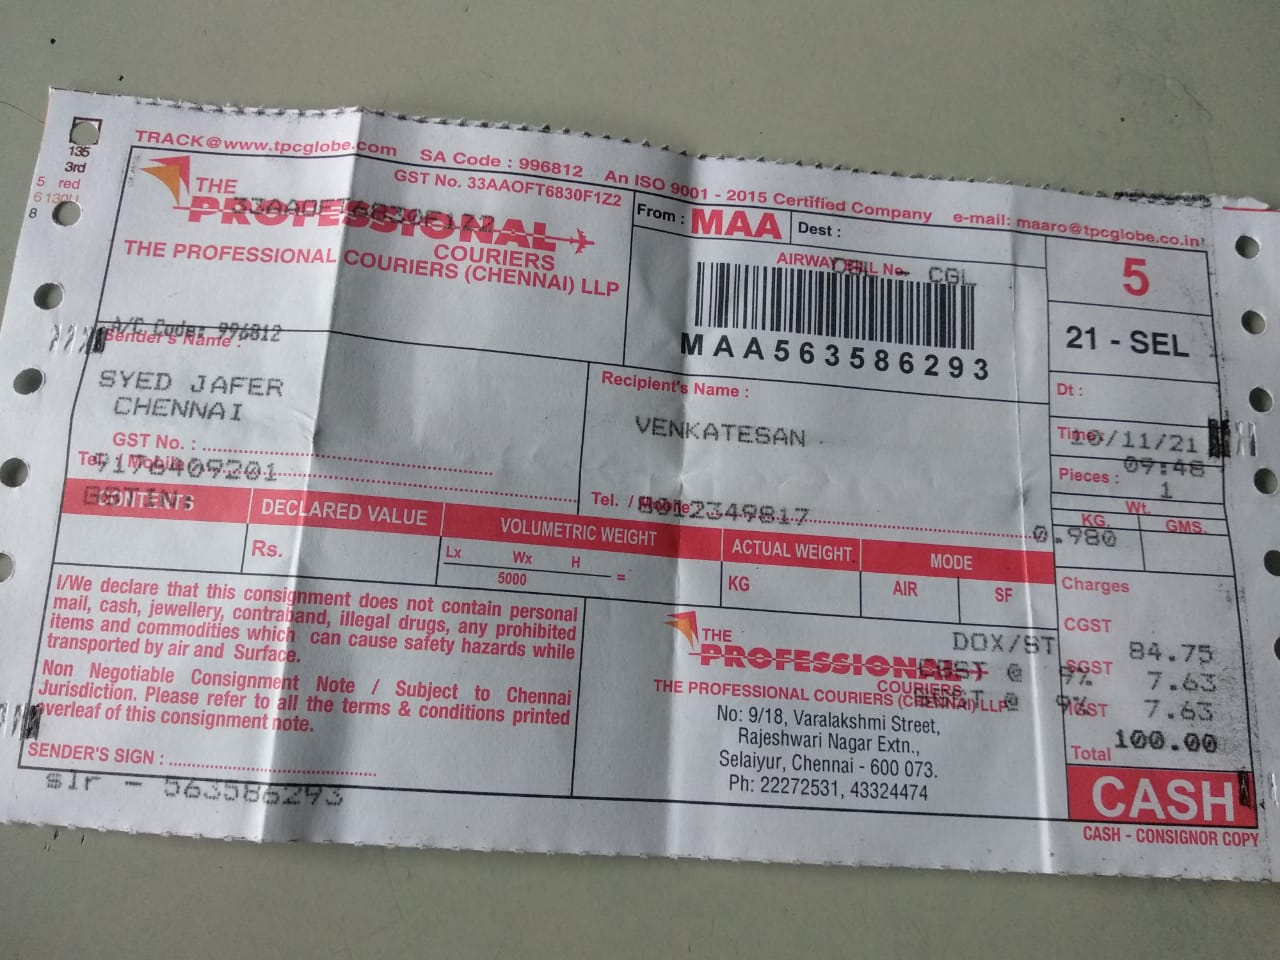 135
3rd
5 red
8
TRACK@www.tpcglobe.com SA Code : 996812 An ISO 9001 - 2015 Certified Company e-mail: maaro@tpcglobe.co.in
GST No. 33AAOFT6830F1Z2
THE
PROFESSIONAL
COURIERS
THE PROFESSIONAL COURIERS (CHENNAI) LLP
33AAOFT6830F1Z2
From : MAA
Dest :
AIRWAY BILL No.
- CGL
MAA563586293
5
21 - SEL
A/C Code: 996812
Sender's Name :
SYED JAFER
CHENNAI
GST No. :
Tel. / Mobile
9176409201
GSTIN:
Recipient's Name :
VENKATESAN
Tel. / Mobile
8012349817
Dt :
Time
10/11/21
09:48
Pieces :
1
Wt.
KG. GMS.
0.980
CONTENTS DECLARED VALUE VOLUMETRIC WEIGHT ACTUAL WEIGHT MODE
Rs.
Lx Wx H
5000 =
KG
AIR SF
Charges
CGST
SGST
IGST
Total
DOX/ST
84.75
CGST @ 9% 7.63
SGST @ 9% 7.63
100.00
CASH
CASH - CONSIGNOR COPY
I/We declare that this consignment does not contain personal
mail, cash, jewellery, contraband, illegal drugs, any prohibited
items and commodities which can cause safety hazards while
transported by air and Surface.
Non Negotiable Consignment Note / Subject to Chennai
Jurisdiction. Please refer to all the terms & conditions printed
overleaf of this consignment note.
SENDER'S SIGN :
slr - 563586293
THE
PROFESSIONAL
COURIERS
THE PROFESSIONAL COURIERS (CHENNAI) LLP
No: 9/18, Varalakshmi Street,
Rajeshwari Nagar Extn.,
Selaiyur, Chennai - 600 073.
Ph: 22272531, 43324474